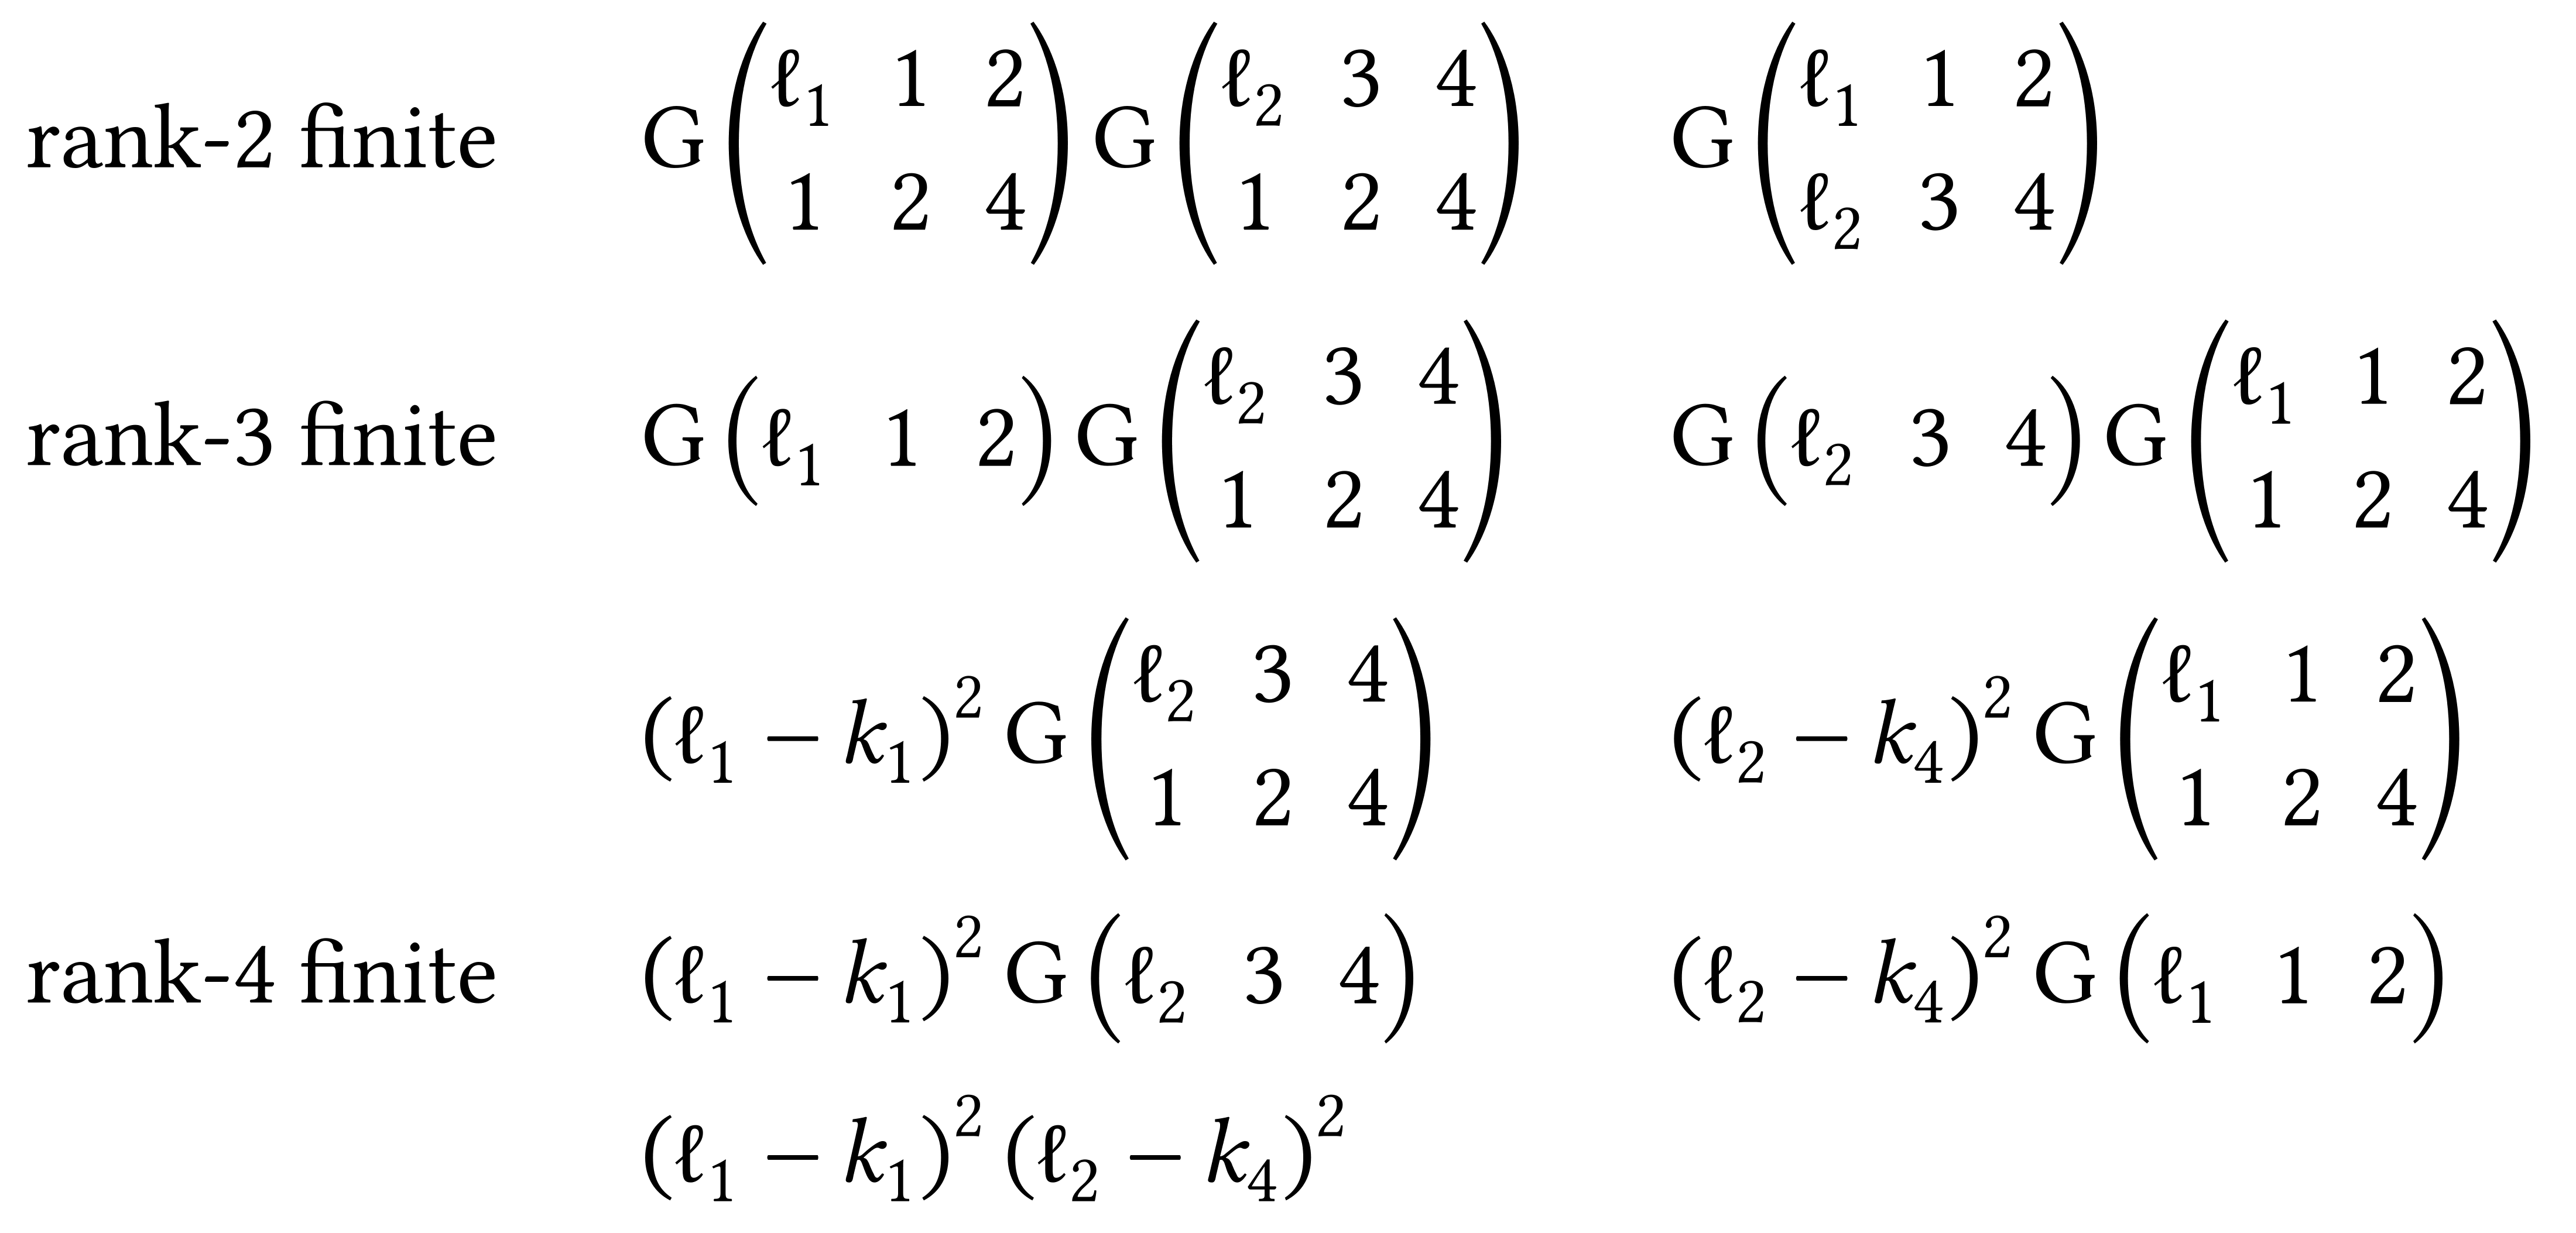 rank-2 finite G(ℓ₁ 1 2 / 1 2 4) G(ℓ₂ 3 4 / 1 2 4) G(ℓ₁ 1 2 / ℓ₂ 3 4)
rank-3 finite G(ℓ₁ 1 2) G(ℓ₂ 3 4 / 1 2 4) G(ℓ₂ 3 4) G(ℓ₁ 1 2 / 1 2 4)
(ℓ₁ − k₁)² G(ℓ₂ 3 4 / 1 2 4) (ℓ₂ − k₄)² G(ℓ₁ 1 2 / 1 2 4)
rank-4 finite (ℓ₁ − k₁)² G(ℓ₂ 3 4) (ℓ₂ − k₄)² G(ℓ₁ 1 2)
(ℓ₁ − k₁)² (ℓ₂ − k₄)²